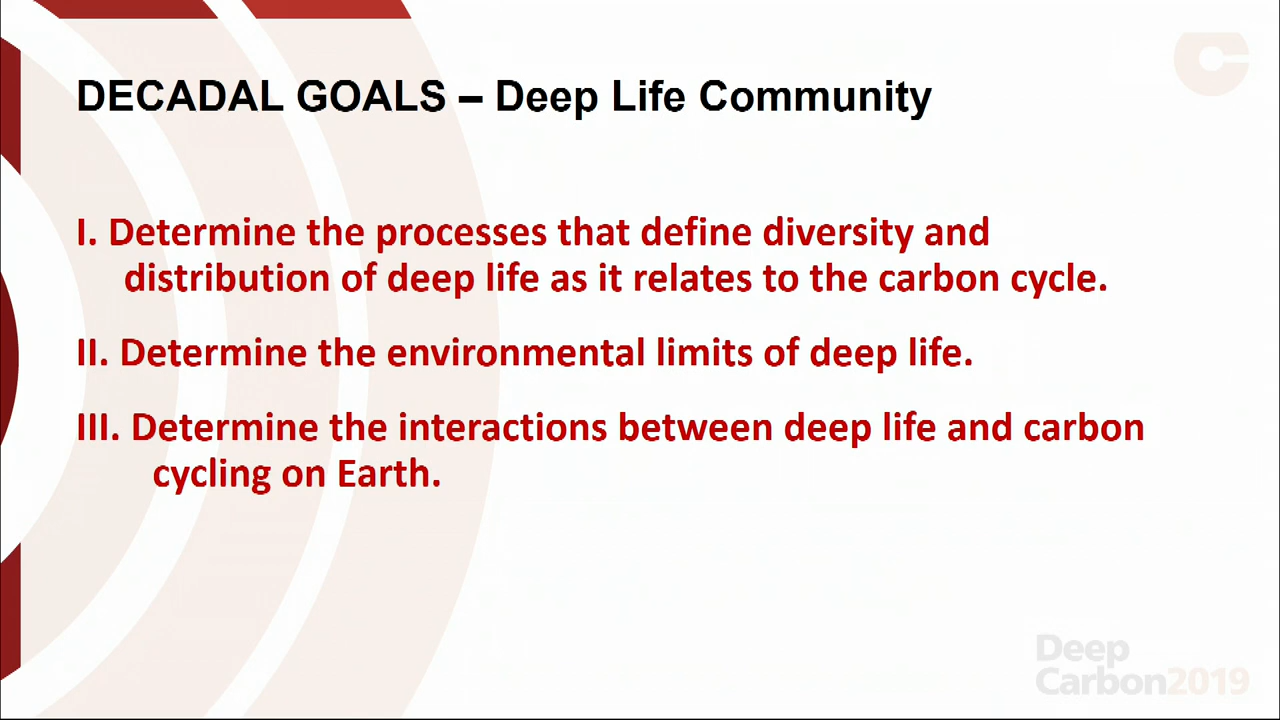 DECADAL GOALS – Deep Life Community
I. Determine the processes that define diversity and
distribution of deep life as it relates to the carbon cycle.
II. Determine the environmental limits of deep life.
III. Determine the interactions between deep life and carbon
cycling on Earth.
Deep
Carbon2019